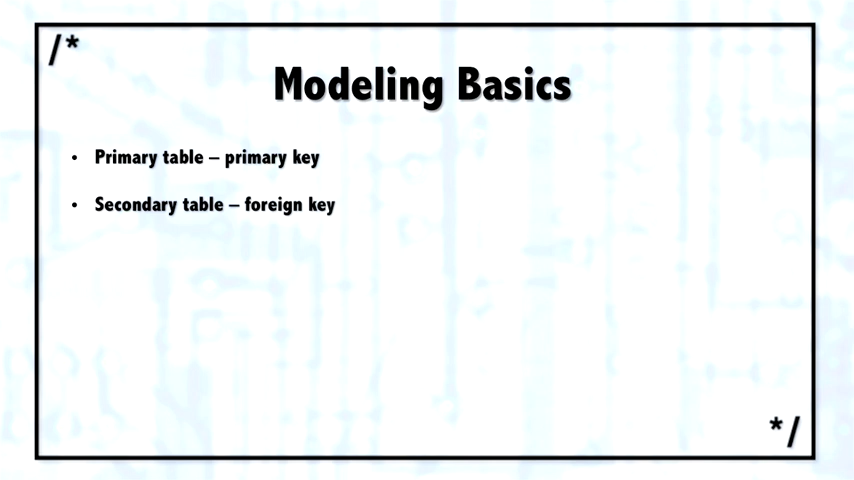 /*
Modeling Basics
• Primary table – primary key
• Secondary table – foreign key
*/